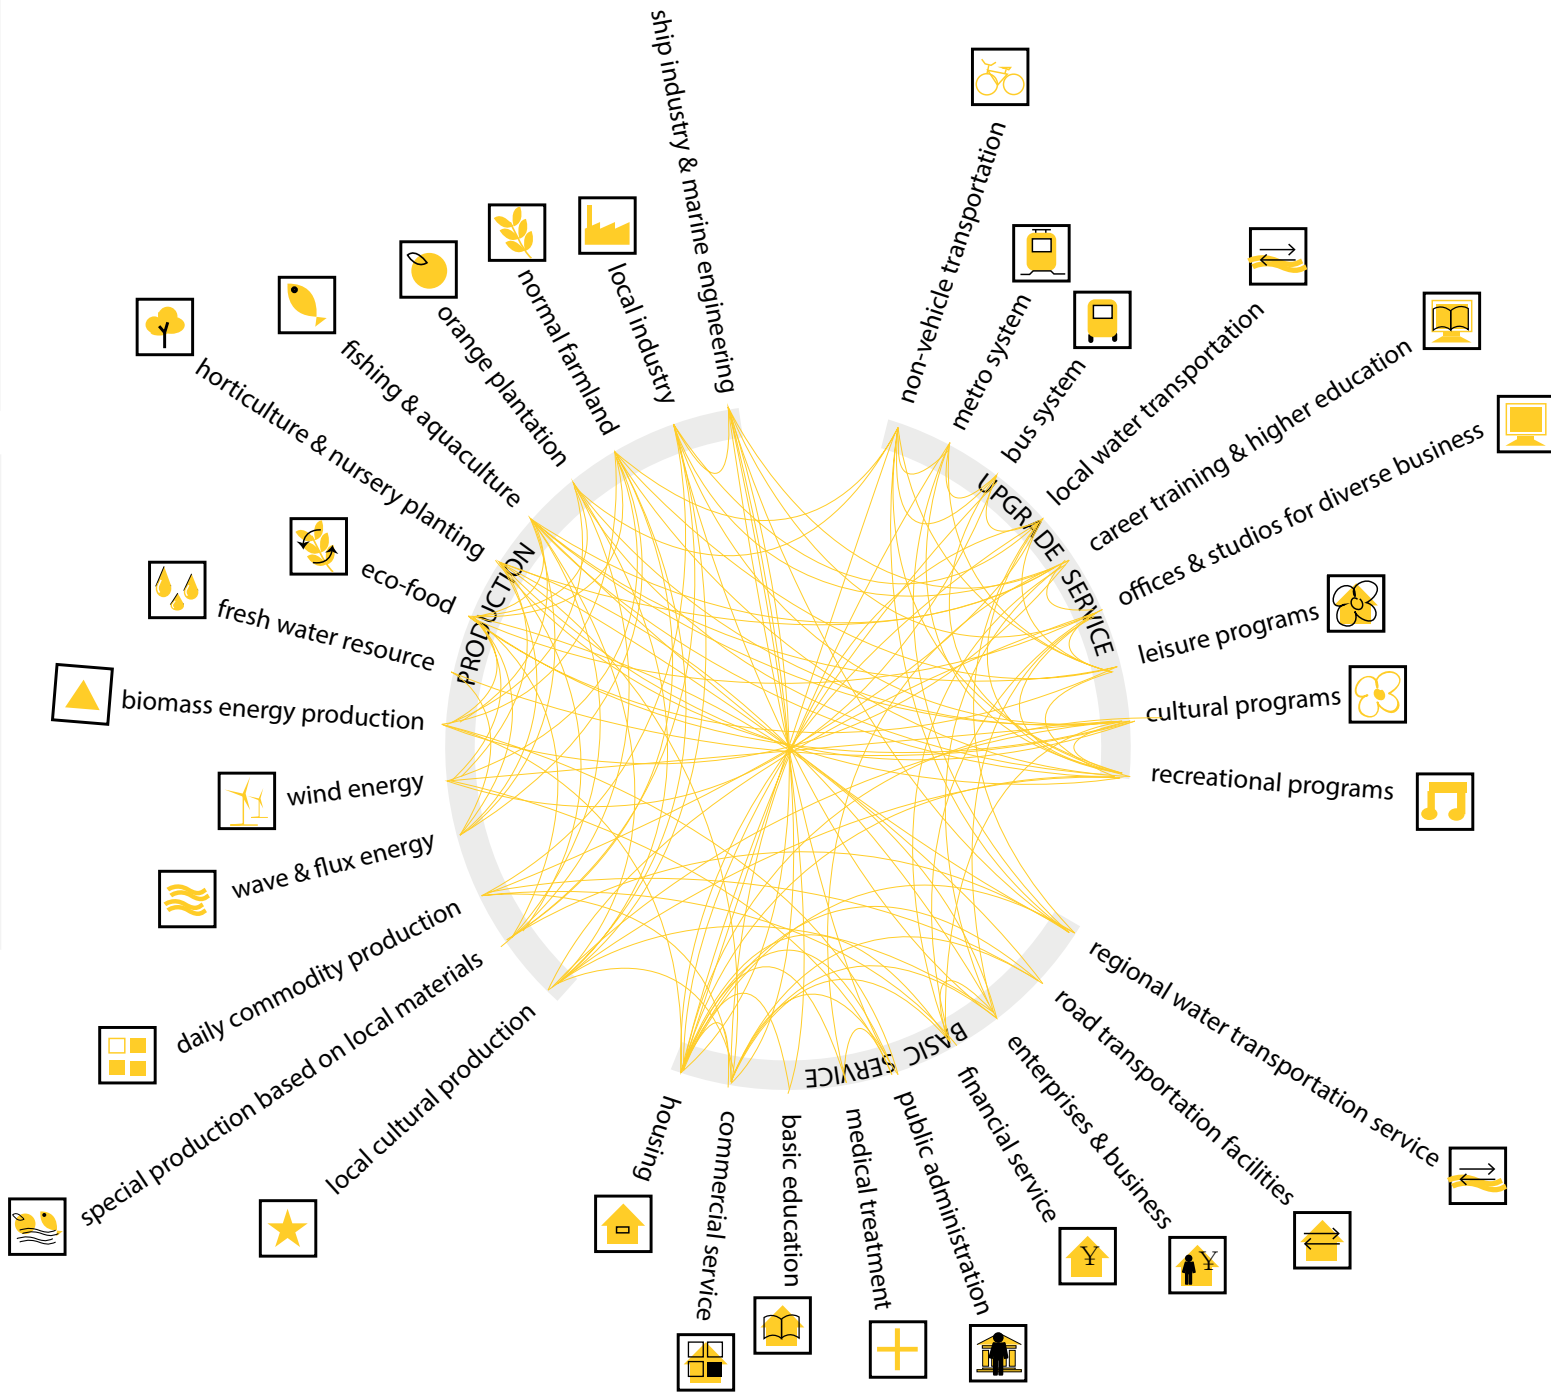 ship industry & marine engineering
non-vehicle transportation
metro system
bus system
local water transportation
career training & higher education
offices & studios for diverse business
leisure programs
cultural programs
recreational programs
UPGRADE SERVICE
regional water transportation service
road transportation facilities
enterprises & business
financial service
public administration
medical treatment
basic education
commercial service
housing
BASIC SERVICE
¥
¥
local cultural production
special production based on local materials
daily commodity production
wave & flux energy
wind energy
biomass energy production
fresh water resource
eco-food
horticulture & nursery planting
fishing & aquaculture
orange plantation
normal farmland
local industry
PRODUCTION